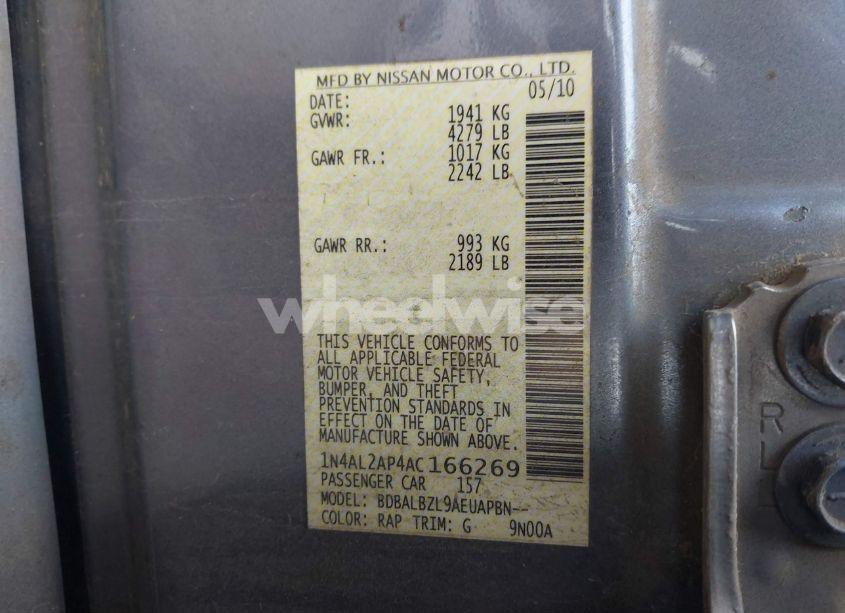 MFD BY NISSAN MOTOR CO., LTD.
DATE: 05/10
GVWR: 1941 KG
4279 LB
GAWR FR.: 1017 KG
2242 LB
GAWR RR.: 993 KG
2189 LB
wheelwise
THIS VEHICLE CONFORMS TO
ALL APPLICABLE FEDERAL
MOTOR VEHICLE SAFETY,
BUMPER, AND THEFT
PREVENTION STANDARDS IN
EFFECT ON THE DATE OF
MANUFACTURE SHOWN ABOVE.
1N4AL2AP4AC166269
PASSENGER CAR 157
MODEL: BDBALBZL9AEUAPBN--
COLOR: RAP TRIM: G 9N00A
R
L